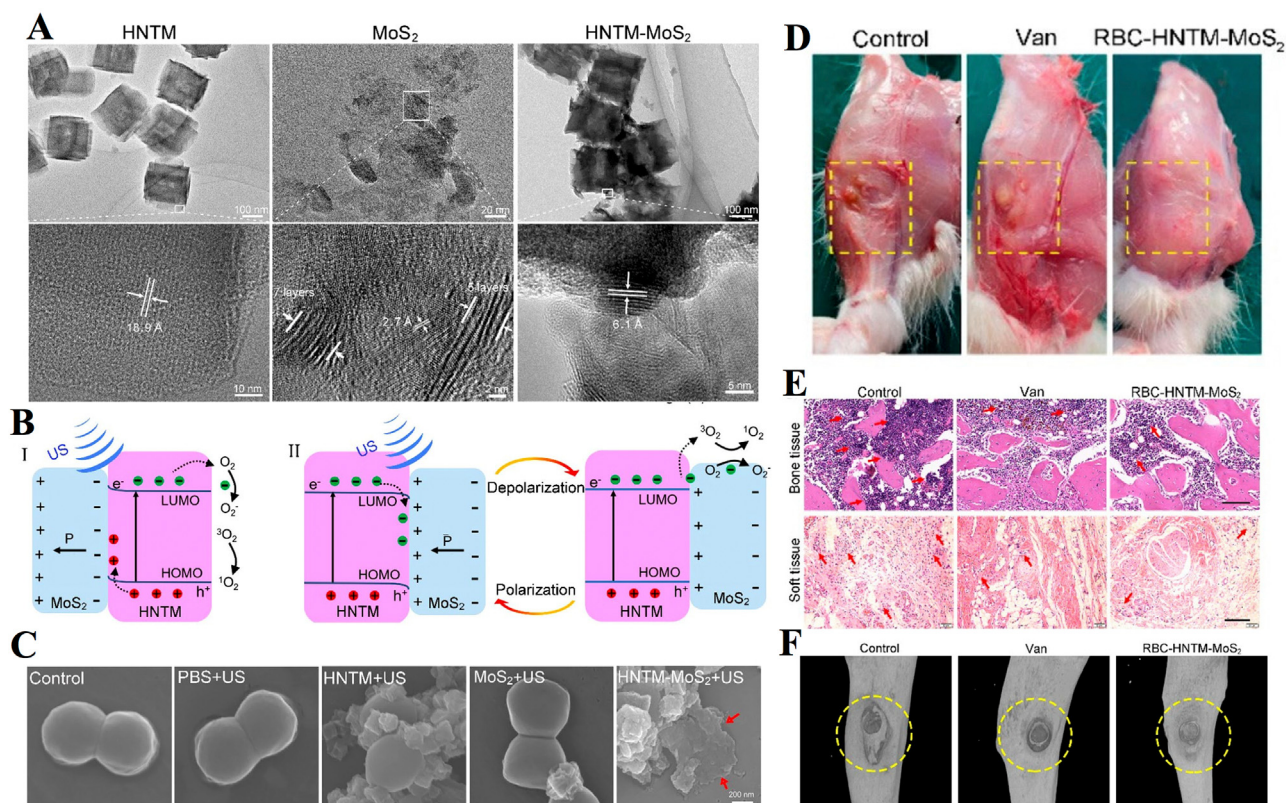 A
HNTM
MoS₂
HNTM-MoS₂
100 nm
20 nm
100 nm
18.9 Å
7 layers
2.7 Å
5 layers
6.1 Å
10 nm
2 nm
5 nm
B
I
US
e⁻
LUMO
O₂
O₂⁻
³O₂
¹O₂
P
HOMO
h⁺
MoS₂
HNTM
II
US
e⁻
LUMO
P
HOMO
h⁺
HNTM
MoS₂
Depolarization
Polarization
³O₂
¹O₂
O₂
O₂⁻
e⁻
LUMO
HOMO
h⁺
HNTM
MoS₂
C
Control
PBS+US
HNTM+US
MoS₂+US
HNTM-MoS₂+US
200 nm
D
Control
Van
RBC-HNTM-MoS₂
E
Control
Van
RBC-HNTM-MoS₂
Bone tissue
Soft tissue
F
Control
Van
RBC-HNTM-MoS₂